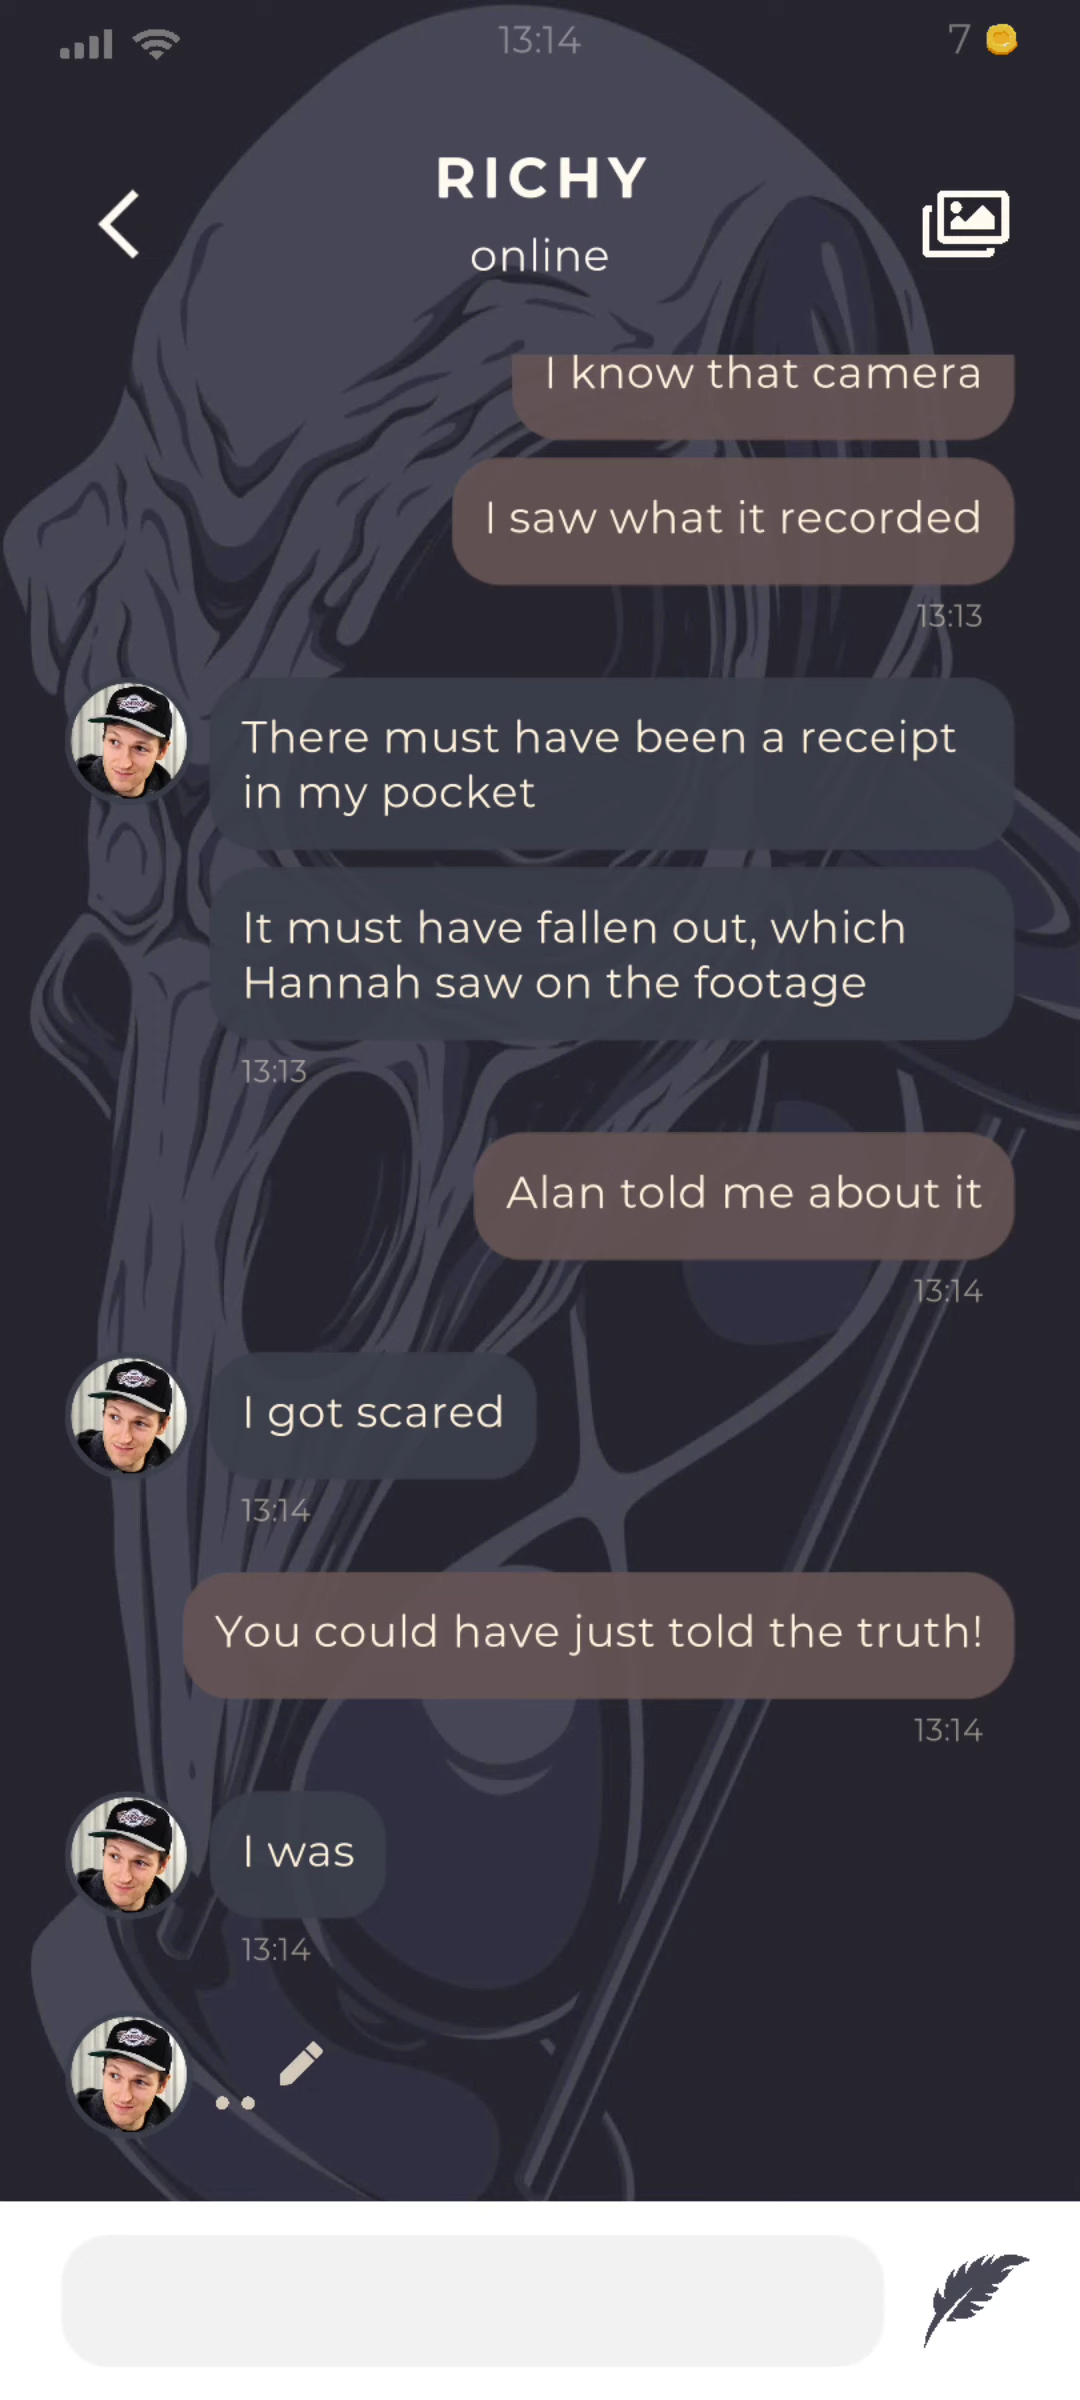 13:14
7
RICHY
online
I know that camera
I saw what it recorded
13:13
There must have been a receipt
in my pocket
It must have fallen out, which
Hannah saw on the footage
13:13
Alan told me about it
13:14
I got scared
13:14
You could have just told the truth!
13:14
I was
13:14